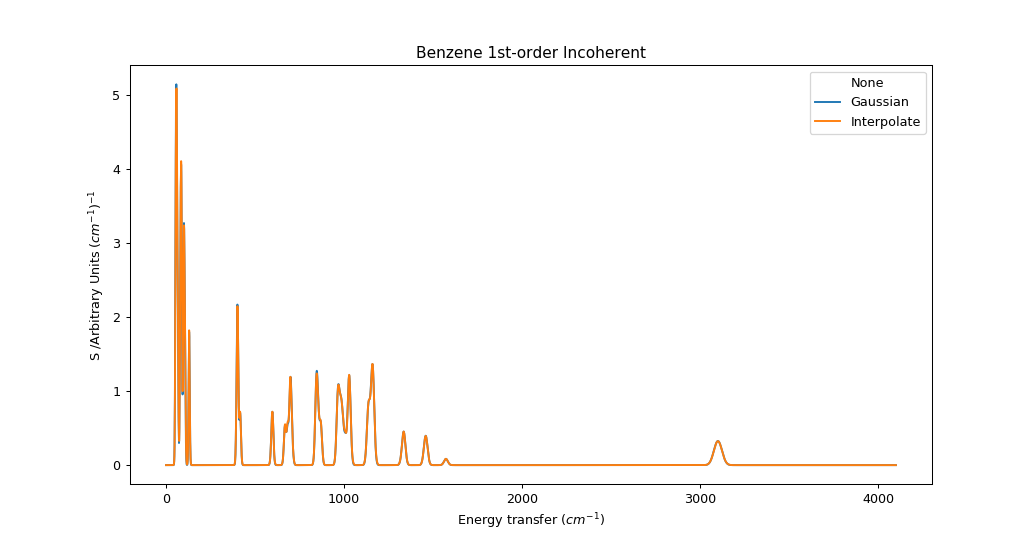 Benzene 1st-order Incoherent
None
Gaussian
Interpolate
S /Arbitrary Units (cm⁻¹)⁻¹
5
4
3
2
1
0
0 1000 2000 3000 4000
Energy transfer (cm⁻¹)